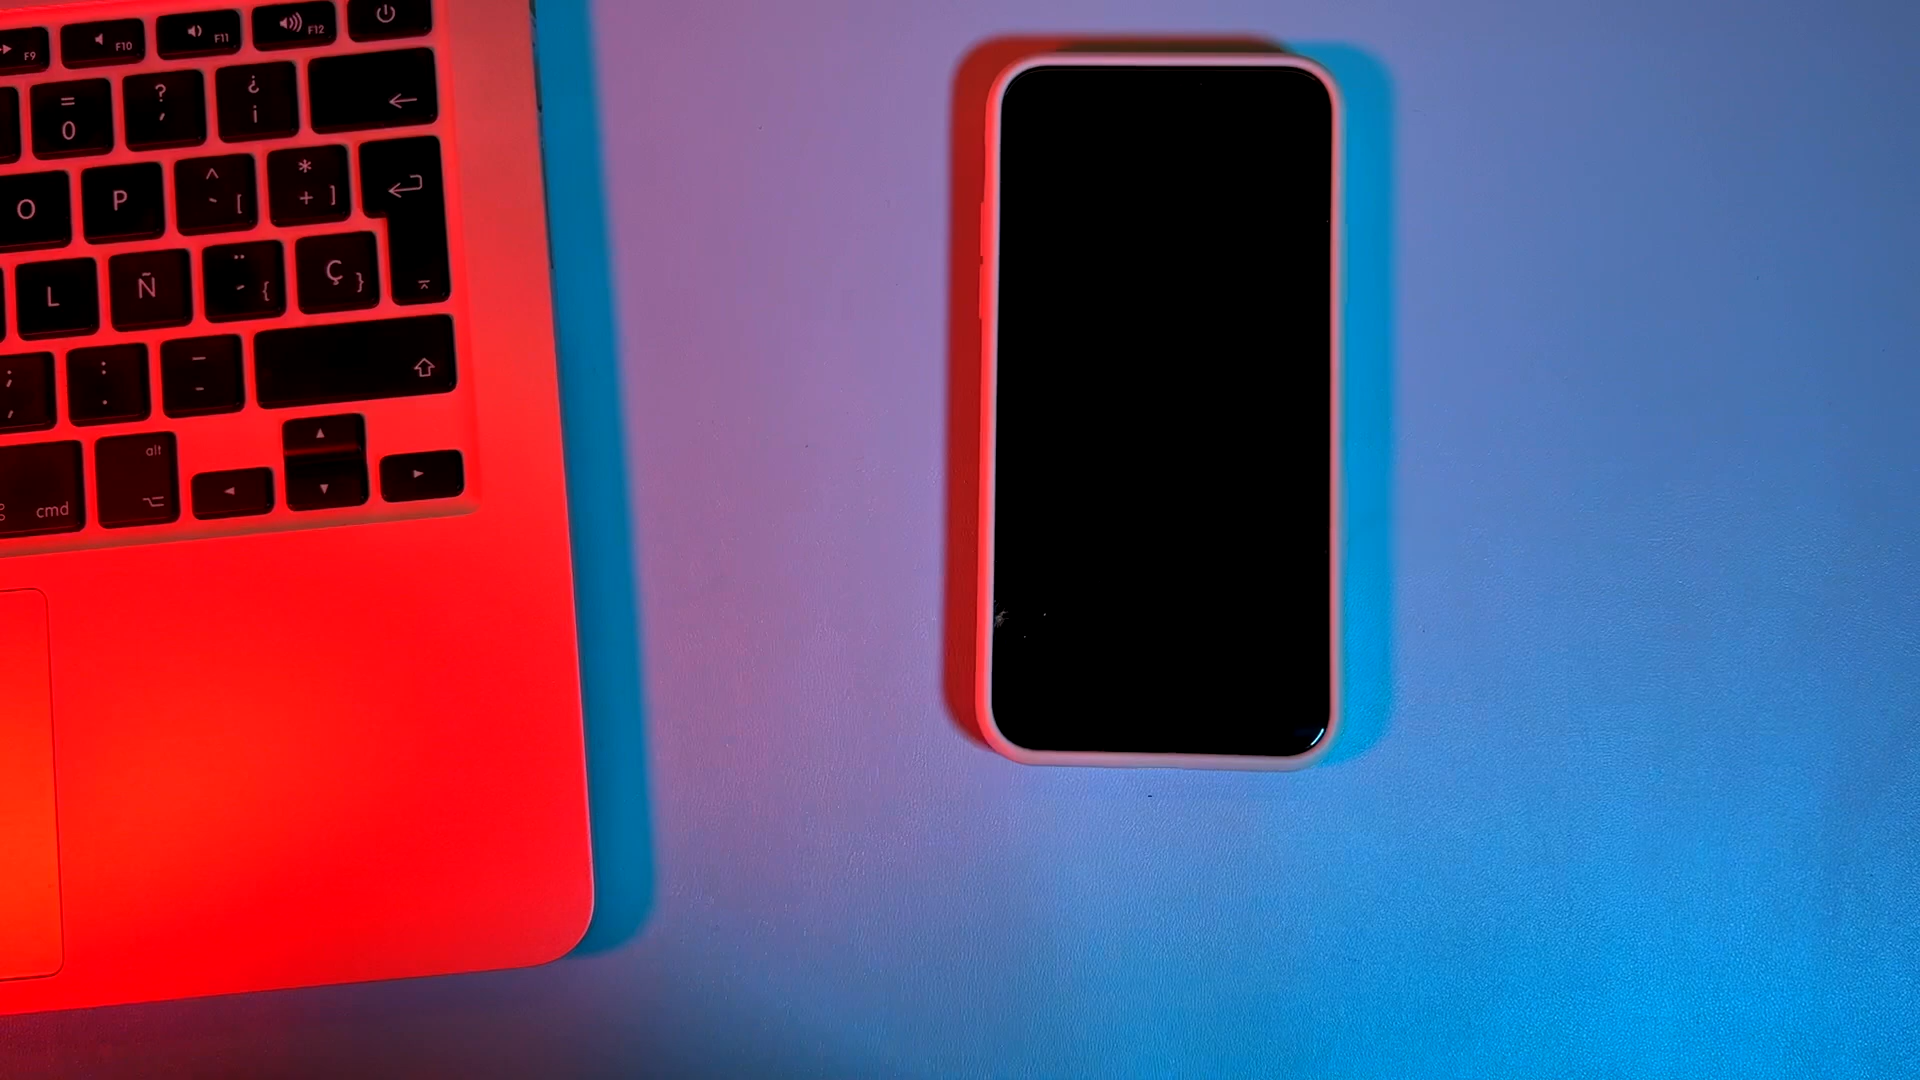 F9 F10 F11 F12
= ? ¿
0 ' ¡
O P ^ ` [ * + ]
L Ñ ¨ ´ { Ç }
; , : . _ -
alt
cmd